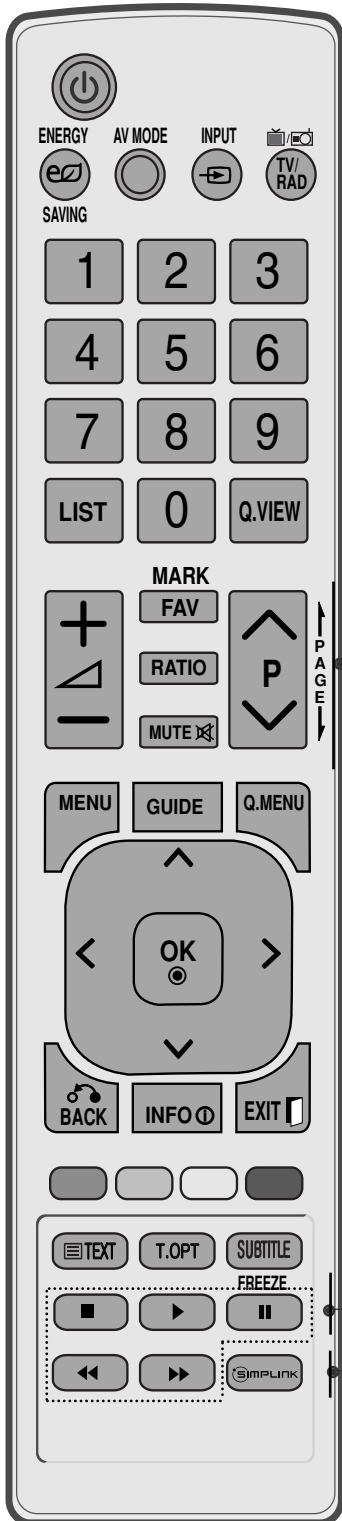 ENERGY AV MODE INPUT
TV/
RAD
SAVING
1 2 3
4 5 6
7 8 9
LIST 0 Q.VIEW
MARK
FAV
RATIO P
MUTE
PAGE
MENU GUIDE Q.MENU
OK
BACK INFO EXIT
TEXT T.OPT SUBTITLE
FREEZE
SIMPLINK